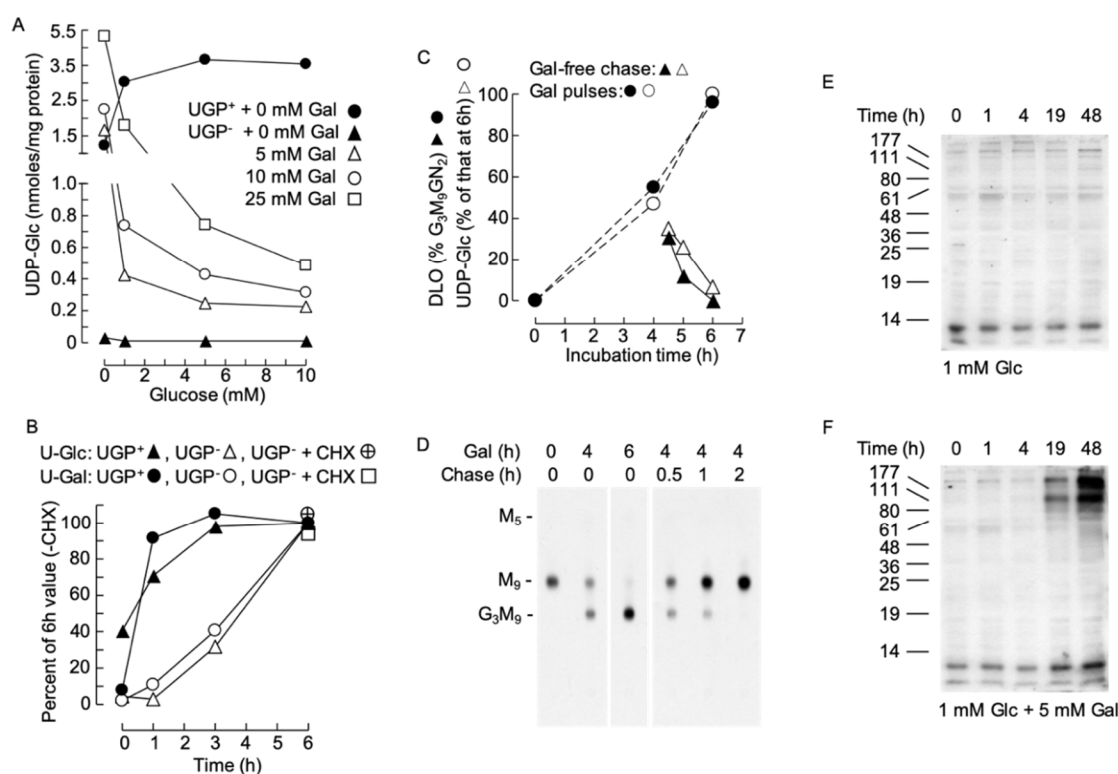 A
UDP-Glc (nmoles/mg protein)
5.5
3.5
2.5
1.5
1.0
0.8
0.6
0.4
0.2
0
UGP⁺ + 0 mM Gal
UGP⁻ + 0 mM Gal
5 mM Gal
10 mM Gal
25 mM Gal
0 2 4 6 8 10
Glucose (mM)
B
U-Glc: UGP⁺▲, UGP⁻△, UGP⁻ + CHX ⊕
U-Gal: UGP⁺●, UGP⁻○, UGP⁻ + CHX □
Percent of 6h value (-CHX)
100
80
60
40
20
0
0 1 3 6
Time (h)
C
Gal-free chase: ▲ △
Gal pulses: ● ○
DLO (% G₃M₉GN₂) ● ▲
UDP-Glc (% of that at 6h) ○ △
100
80
60
40
20
0
0 1 2 3 4 5 6 7
Incubation time (h)
D
Gal (h) 0 4 6 4 4 4
Chase (h) 0 0 0 0.5 1 2
M₅ -
M₉ -
G₃M₉ -
E
Time (h) 0 1 4 19 48
177
111
80
61
48
36
26
19
14
1 mM Glc
F
Time (h) 0 1 4 19 48
177
111
80
61
48
36
25
19
14
1 mM Glc + 5 mM Gal